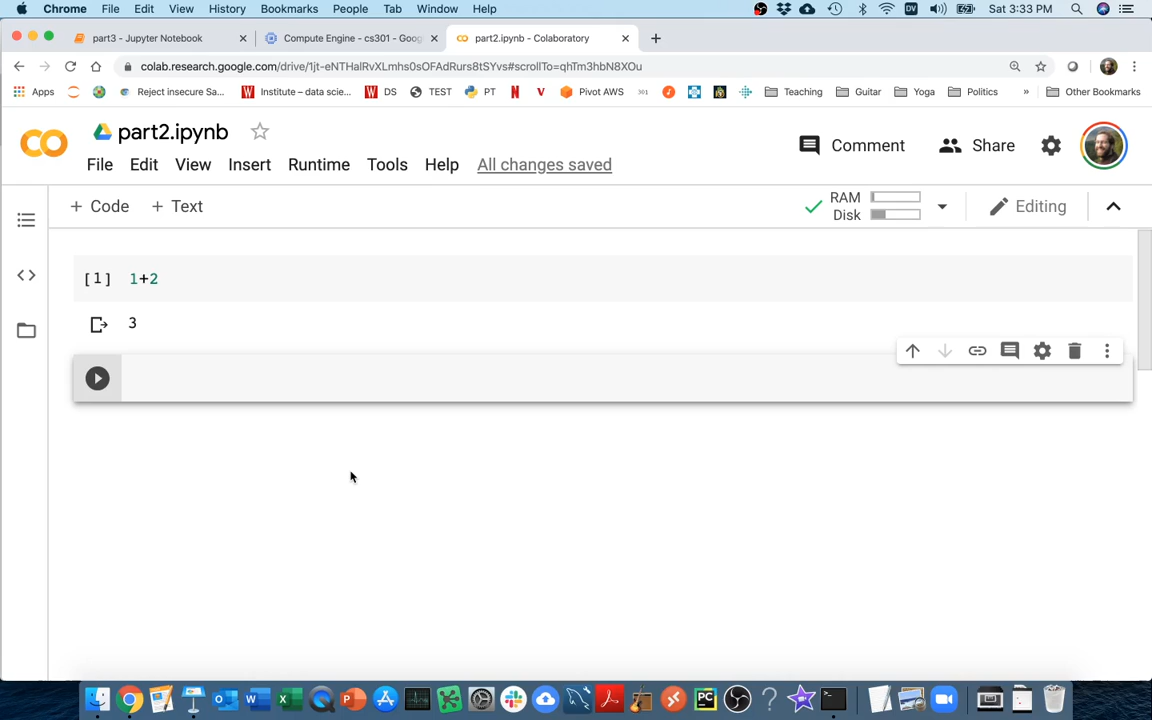 Chrome File Edit View History Bookmarks People Tab Window Help DV Sat 3:33 PM
part3 - Jupyter Notebook Compute Engine - cs301 - Goog part2.ipynb - Colaboratory
colab.research.google.com/drive/1jt-eNTHalRvXLmhs0sOFAdRurs8tSYvs#scrollTo=qhTm3hbN8XOu
Apps Reject insecure Sa... Institute – data scie... DS TEST PT Pivot AWS 301 Teaching Guitar Yoga Politics » Other Bookmarks
part2.ipynb
Comment Share
File Edit View Insert Runtime Tools Help All changes saved
+ Code + Text RAM Disk Editing
[1] 1+2
3